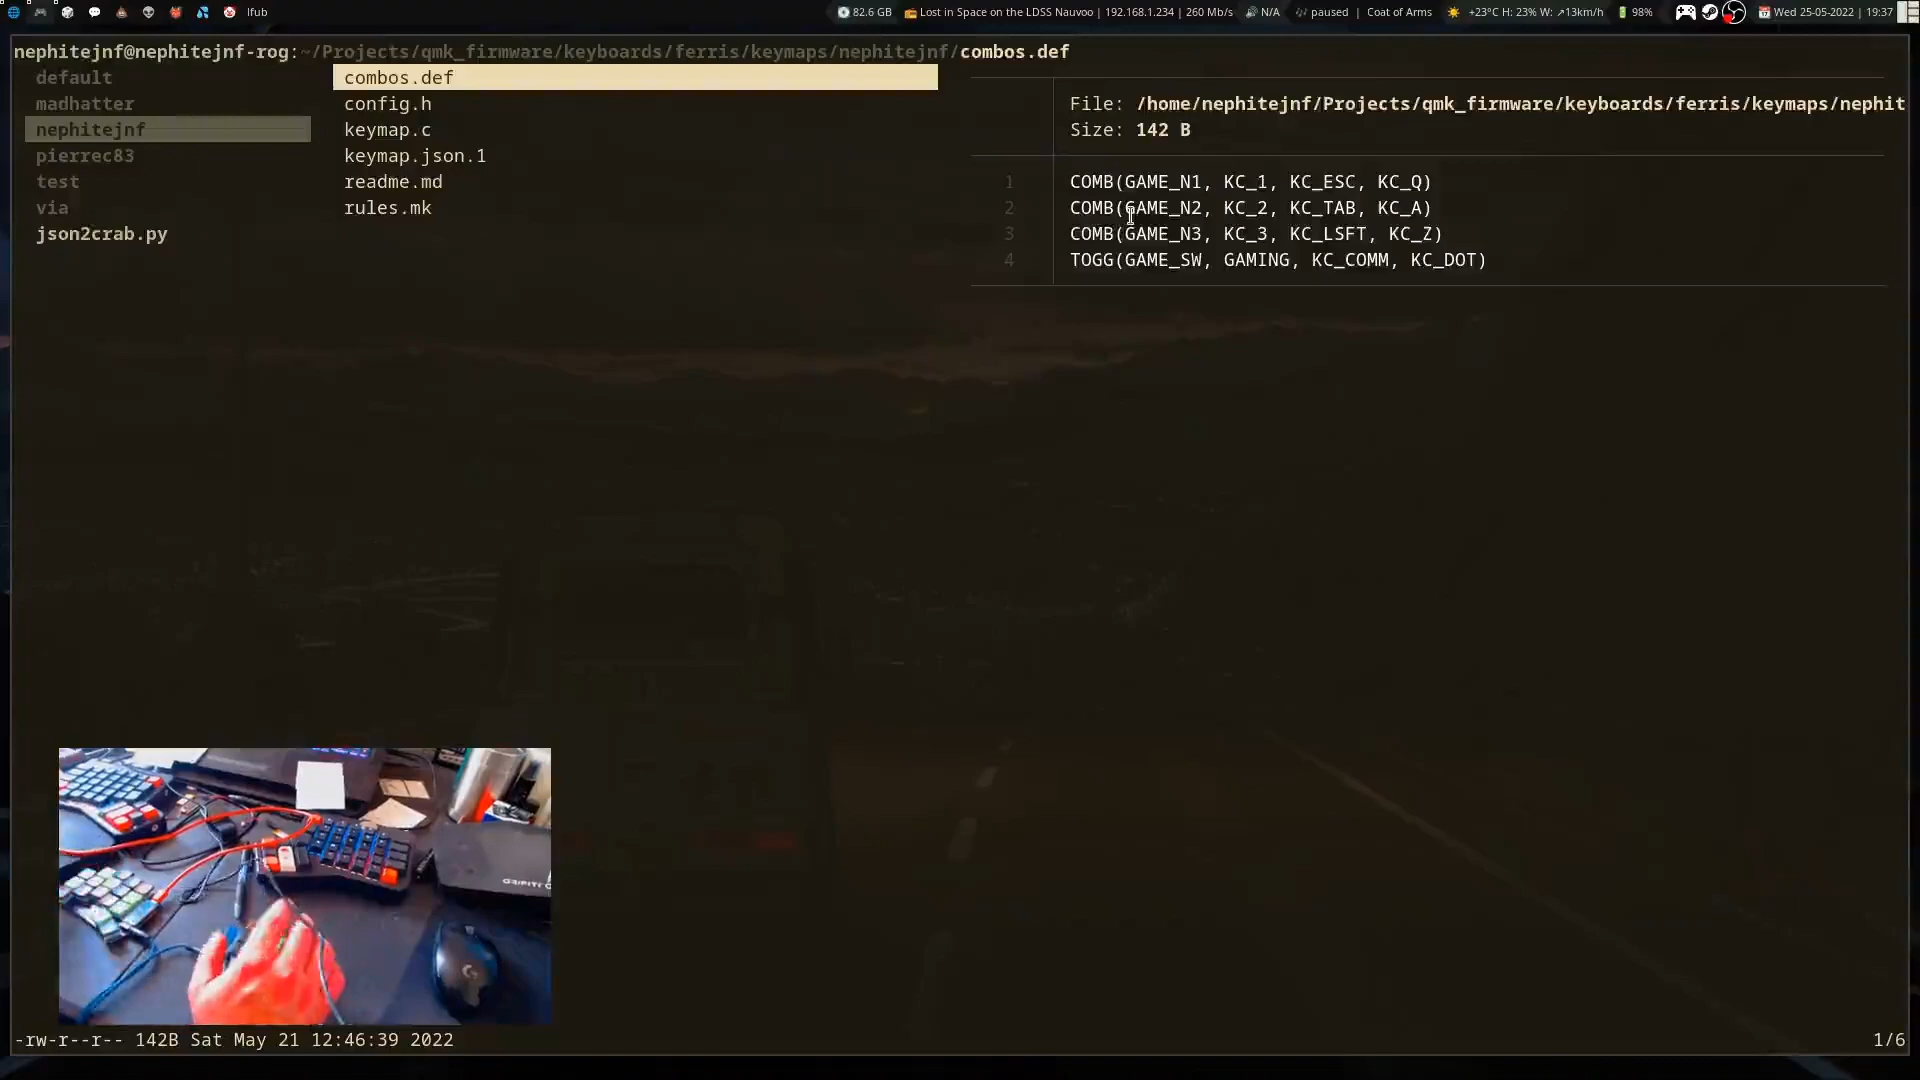 lfub
82.6 GB
Lost in Space on the LDSS Nauvoo | 192.168.1.234 | 260 Mb/s
N/A
paused | Coat of Arms
+23°C H: 23% W: ↗13km/h
98%
Wed 25-05-2022 | 19:37
nephitejnf@nephitejnf-rog:~/Projects/qmk_firmware/keyboards/ferris/keymaps/nephitejnf/combos.def
default
madhatter
nephitejnf
pierrec83
test
via
json2crab.py
combos.def
config.h
keymap.c
keymap.json.1
readme.md
rules.mk
File: /home/nephitejnf/Projects/qmk_firmware/keyboards/ferris/keymaps/nephit
Size: 142 B
1 COMB(GAME_N1, KC_1, KC_ESC, KC_Q)
2 COMB(GAME_N2, KC_2, KC_TAB, KC_A)
3 COMB(GAME_N3, KC_3, KC_LSFT, KC_Z)
4 TOGG(GAME_SW, GAMING, KC_COMM, KC_DOT)
-rw-r--r-- 142B Sat May 21 12:46:39 2022
1/6